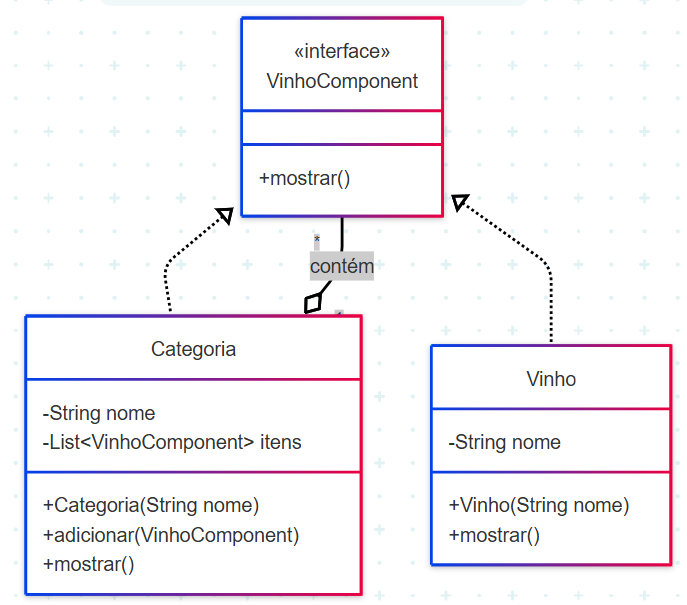 «interface»
VinhoComponent
+mostrar()
*
contém
Categoria
-String nome
-List<VinhoComponent> itens
+Categoria(String nome)
+adicionar(VinhoComponent)
+mostrar()
Vinho
-String nome
+Vinho(String nome)
+mostrar()